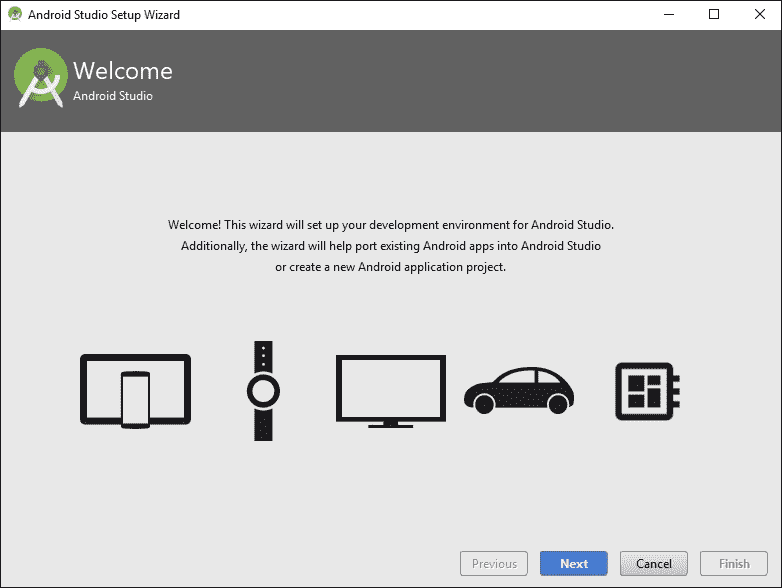 Android Studio Setup Wizard
Welcome
Android Studio
Welcome! This wizard will set up your development environment for Android Studio.
Additionally, the wizard will help port existing Android apps into Android Studio
or create a new Android application project.
Previous Next Cancel Finish